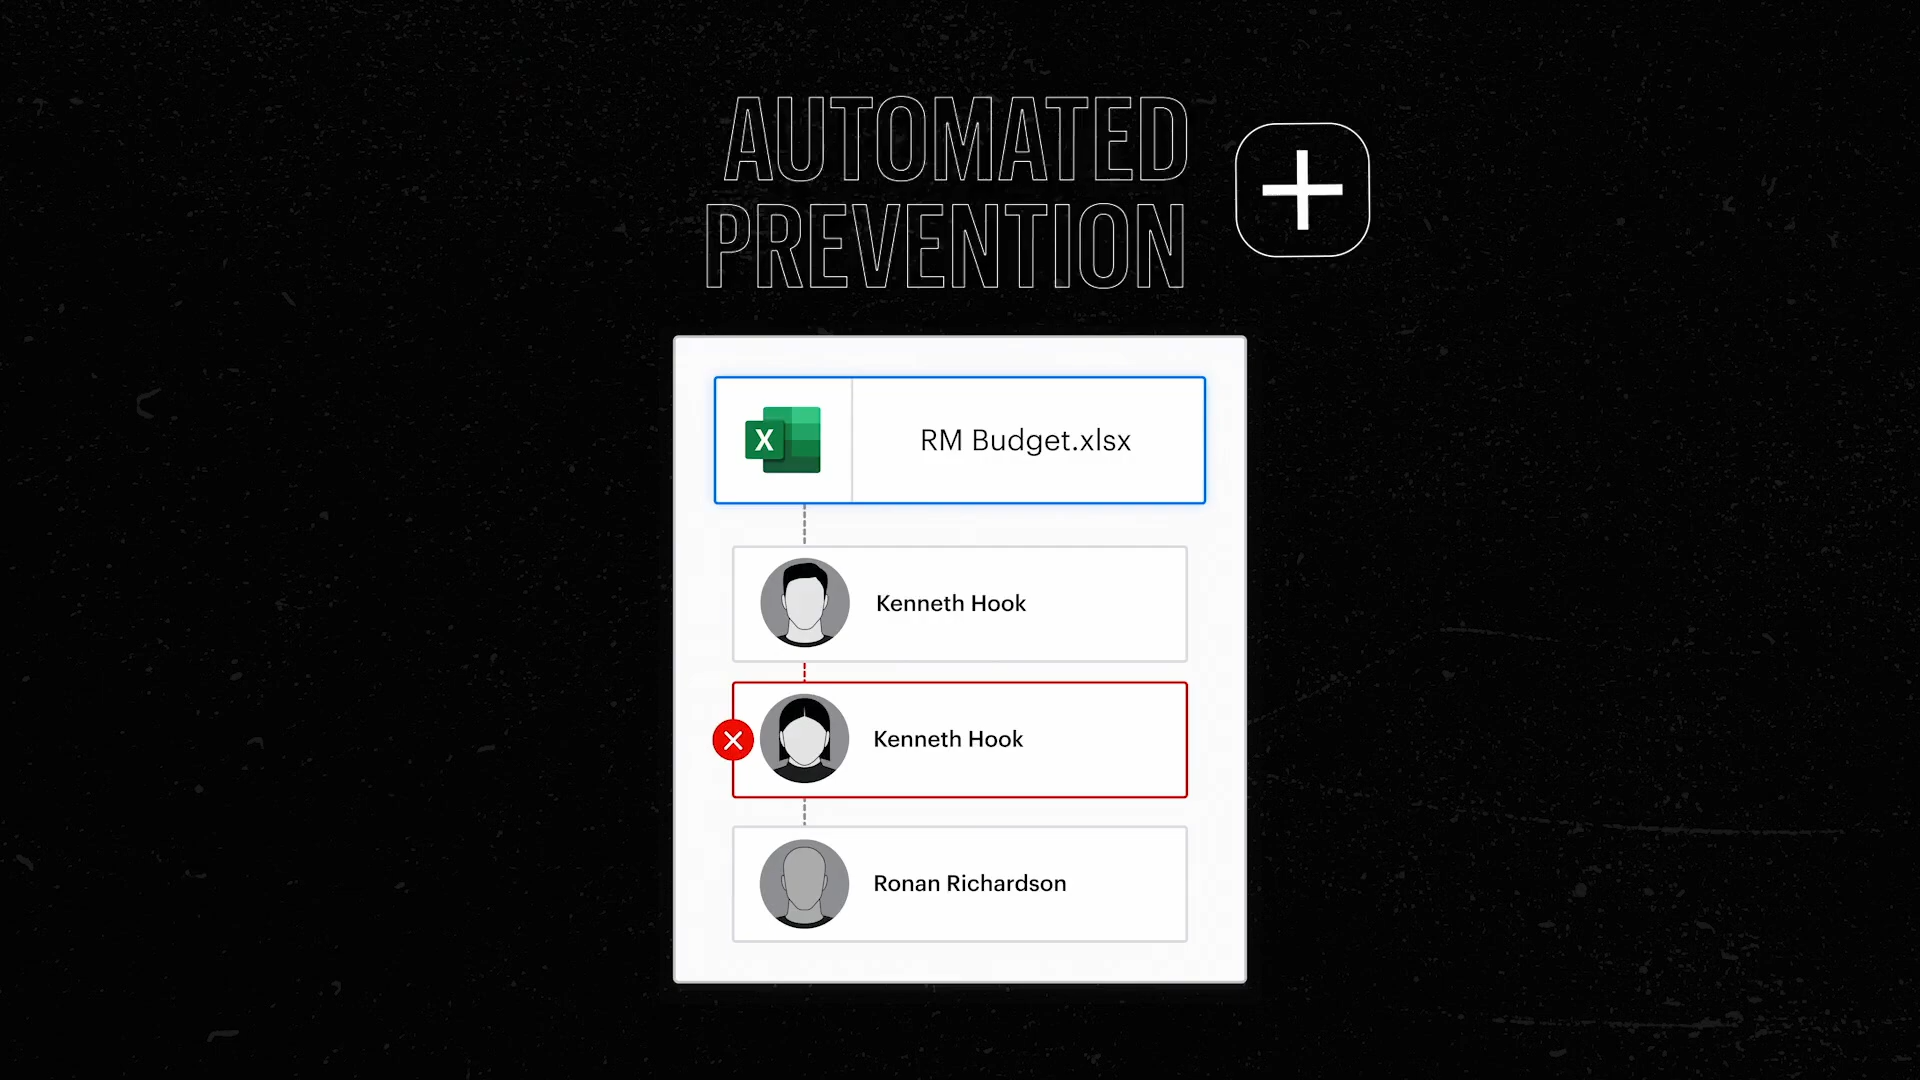 AUTOMATED
PREVENTION
X
RM Budget.xlsx
Kenneth Hook
Kenneth Hook
Ronan Richardson